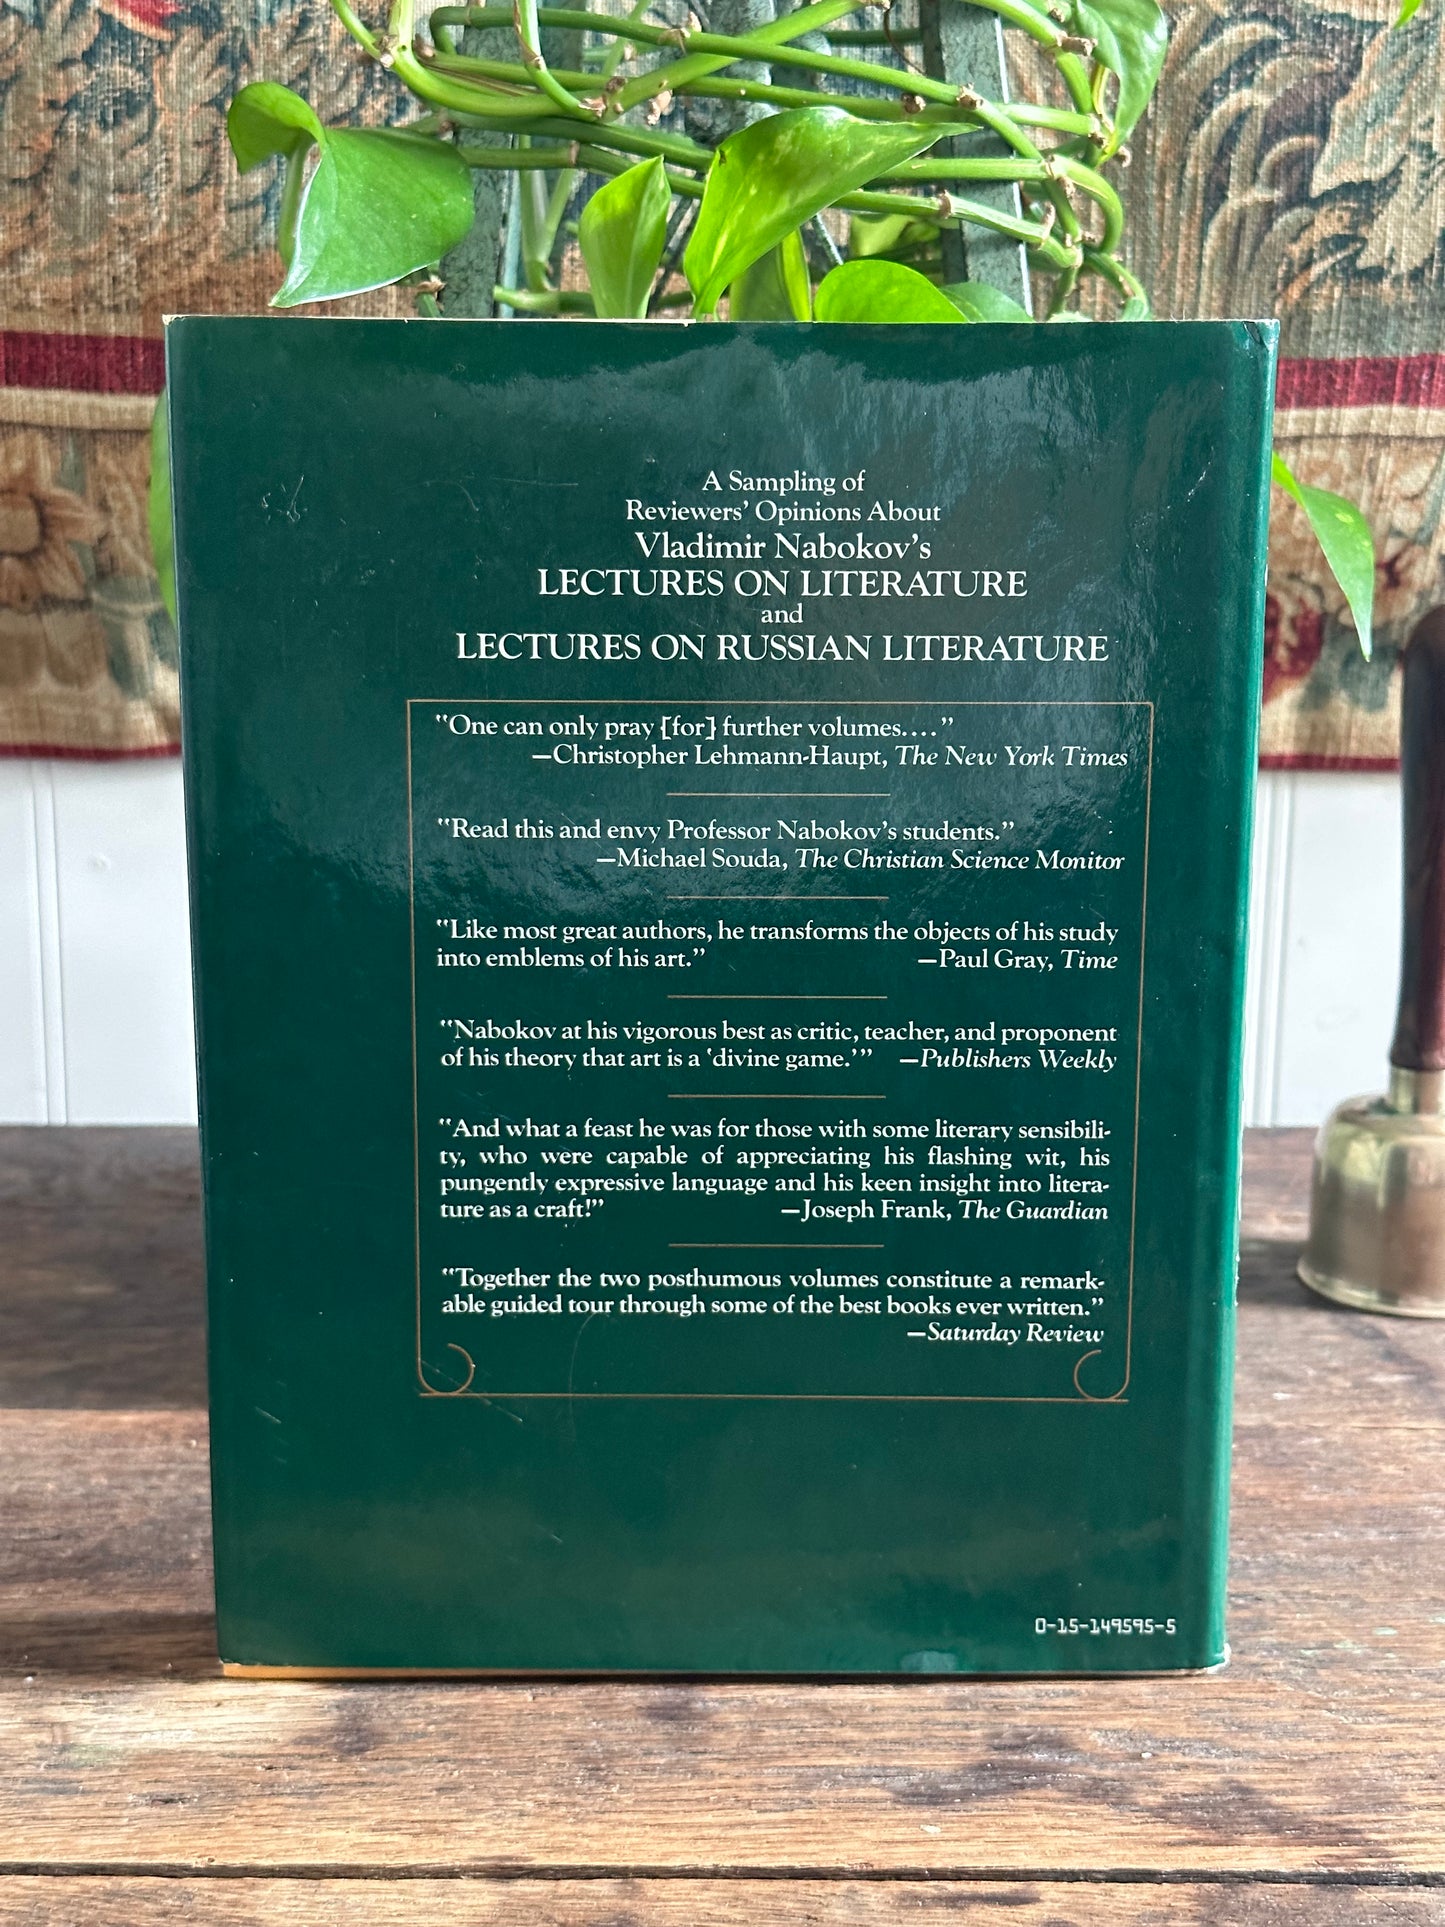 A Sampling of
Reviewers' Opinions About
Vladimir Nabokov's
LECTURES ON LITERATURE
and
LECTURES ON RUSSIAN LITERATURE
"One can only pray [for] further volumes...."
—Christopher Lehmann-Haupt, The New York Times
"Read this and envy Professor Nabokov's students."
—Michael Souda, The Christian Science Monitor
"Like most great authors, he transforms the objects of his study
into emblems of his art." —Paul Gray, Time
"Nabokov at his vigorous best as critic, teacher, and proponent
of his theory that art is a 'divine game.'" —Publishers Weekly
"And what a feast he was for those with some literary sensibili-
ty, who were capable of appreciating his flashing wit, his
pungently expressive language and his keen insight into litera-
ture as a craft!" —Joseph Frank, The Guardian
"Together the two posthumous volumes constitute a remark-
able guided tour through some of the best books ever written."
—Saturday Review
0-15-149595-5